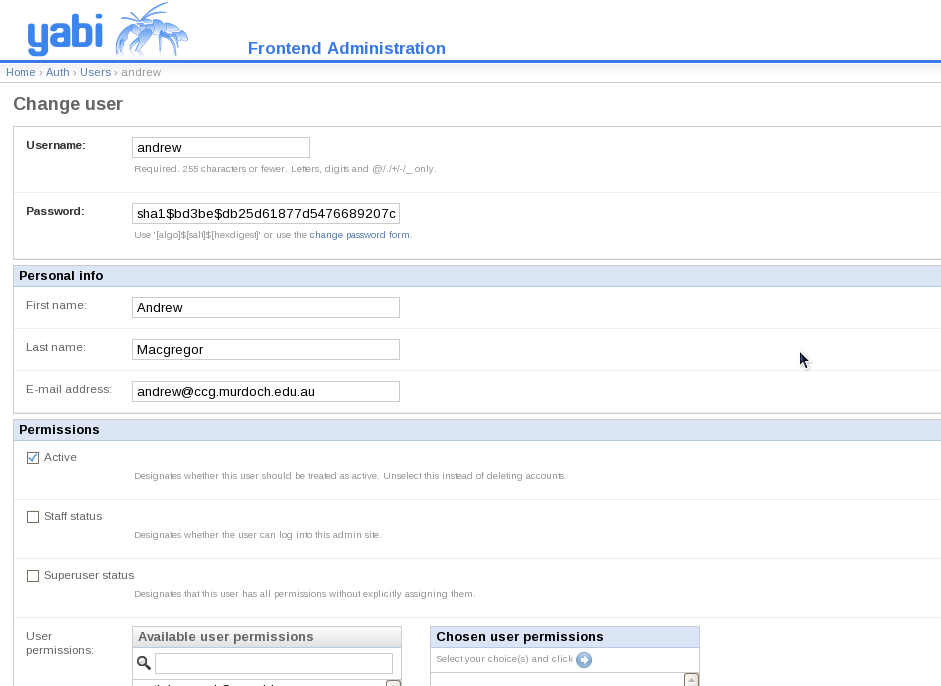 yabi
Frontend Administration
Home › Auth › Users › andrew
Change user
Username:
andrew
Required. 255 characters or fewer. Letters, digits and @/./+/-/_ only.
Password:
sha1$bd3be$db25d61877d5476689207c
Use '[algo]$[salt]$[hexdigest]' or use the change password form.
Personal info
First name:
Andrew
Last name:
Macgregor
E-mail address:
andrew@ccg.murdoch.edu.au
Permissions
Active
Designates whether this user should be treated as active. Unselect this instead of deleting accounts.
Staff status
Designates whether the user can log into this admin site.
Superuser status
Designates that this user has all permissions without explicitly assigning them.
User
permissions:
Available user permissions
Chosen user permissions
Select your choice(s) and click